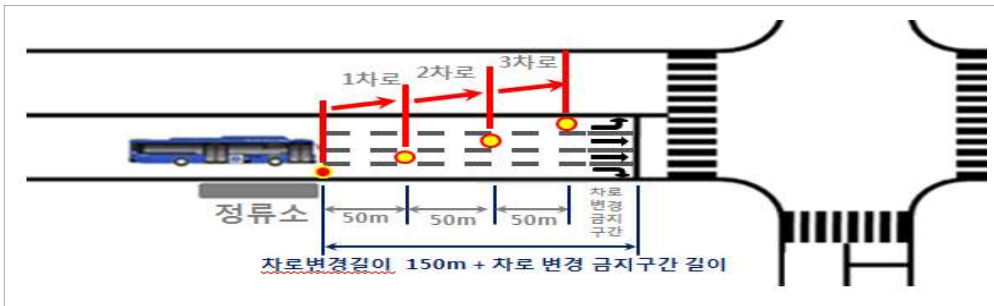 1차로 2차로 3차로
정류소
50m 50m 50m
차로
변경
금지
구간
차로변경길이 150m + 차로 변경 금지구간 길이